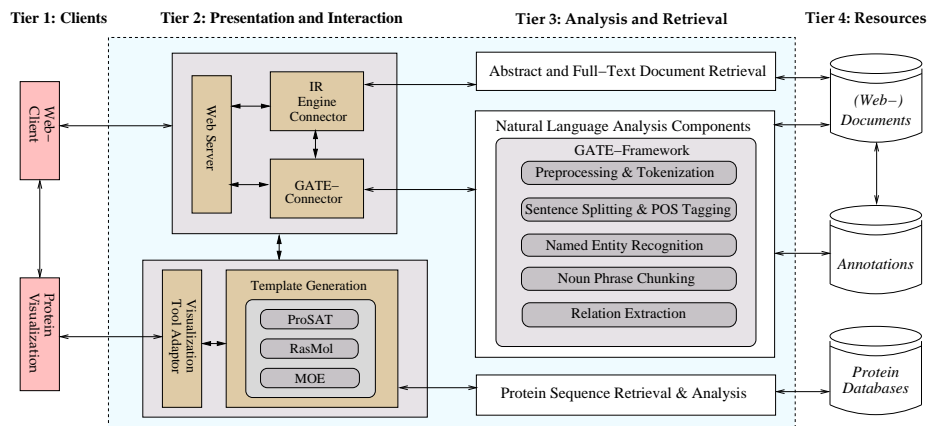 Tier 1: Clients
Tier 2: Presentation and Interaction
Tier 3: Analysis and Retrieval
Tier 4: Resources
Web−
Client
Protein
Visualization
Web Server
IR
Engine
Connector
GATE−
Connector
Visualization
Tool Adaptor
Template Generation
ProSAT
RasMol
MOE
Abstract and Full−Text Document Retrieval
Natural Language Analysis Components
GATE−Framework
Preprocessing & Tokenization
Sentence Splitting & POS Tagging
Named Entity Recognition
Noun Phrase Chunking
Relation Extraction
Protein Sequence Retrieval & Analysis
(Web−)
Documents
Annotations
Protein
Databases